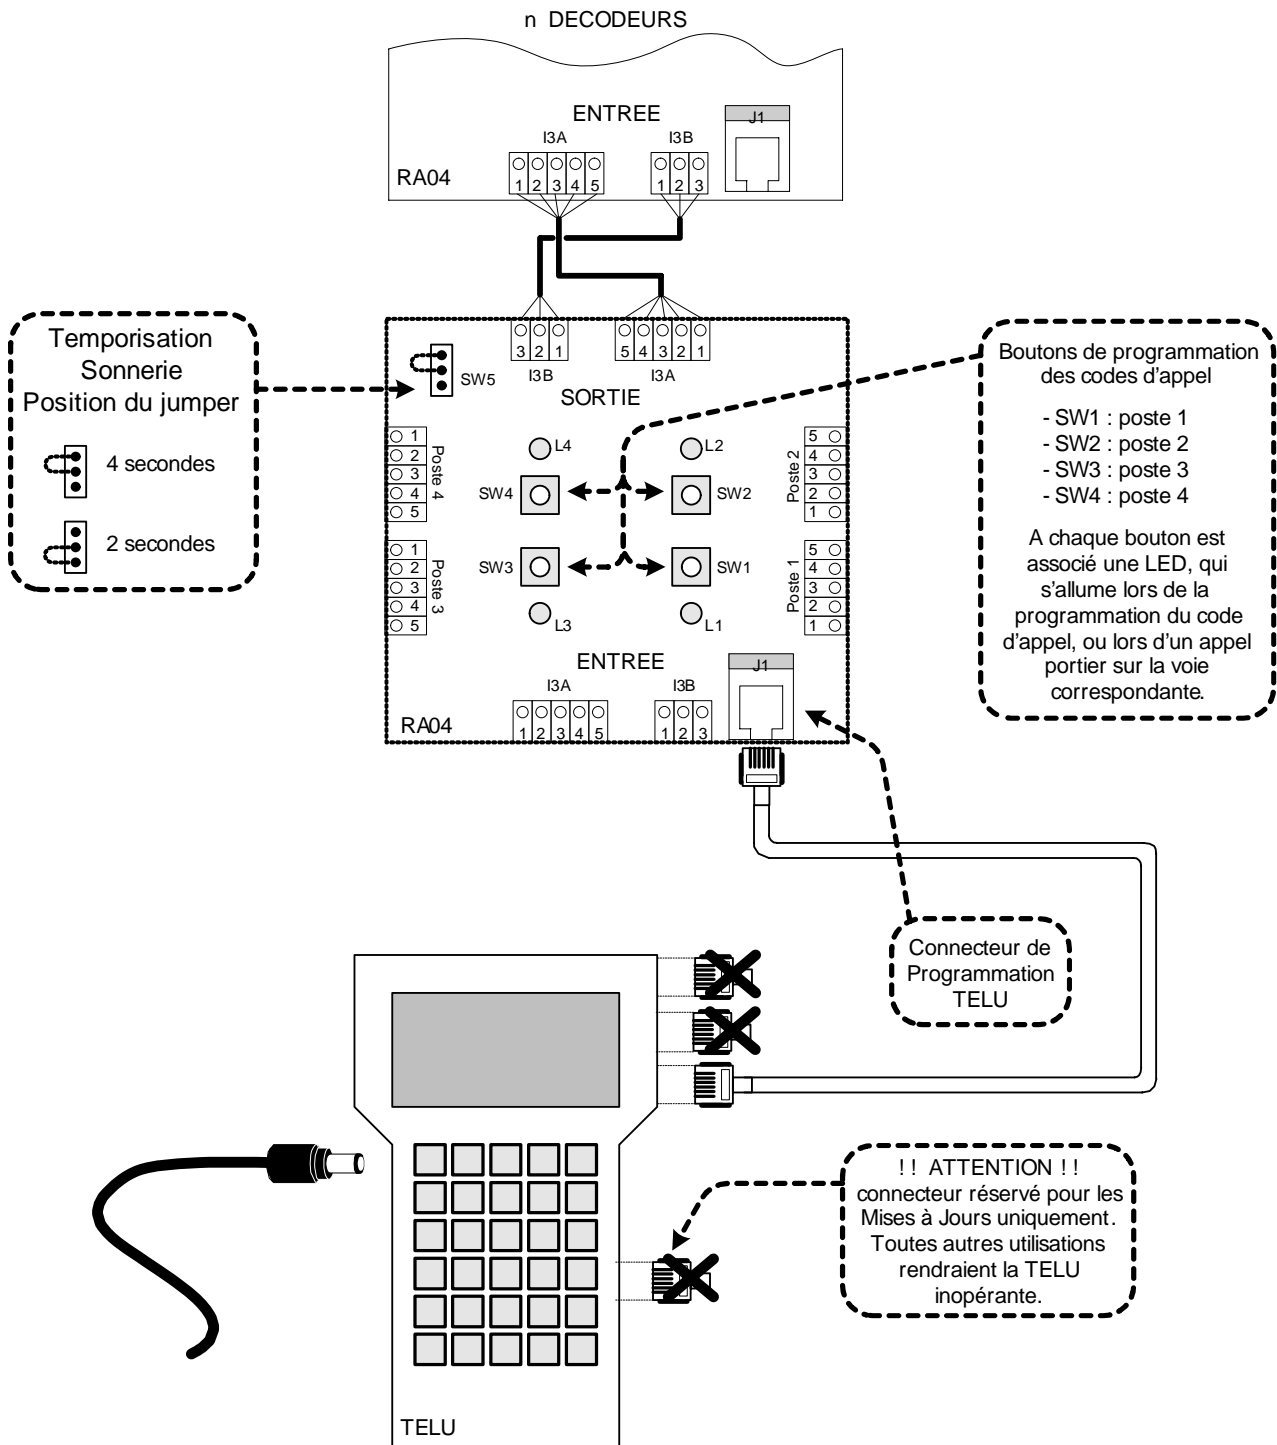 n DECODEURS
ENTREE
J1
I3A
I3B
RA04
1 2 3 4 5
1 2 3
Temporisation
Sonnerie
Position du jumper
4 secondes
2 secondes
3 2 1
5 4 3 2 1
I3B
I3A
SW5
SORTIE
Boutons de programmation
des codes d'appel
- SW1 : poste 1
- SW2 : poste 2
- SW3 : poste 3
- SW4 : poste 4
A chaque bouton est
associé une LED, qui
s'allume lors de la
programmation du code
d'appel, ou lors d'un appel
portier sur la voie
correspondante.
1
2
3
4
5
Poste 4
L4
L2
SW4
SW2
Poste 2
5
4
3
2
1
1
2
3
4
5
Poste 3
SW3
SW1
L3
L1
Poste 1
5
4
3
2
1
ENTREE
J1
I3A
I3B
RA04
1 2 3 4 5
1 2 3
Connecteur de
Programmation
TELU
!! ATTENTION !!
connecteur réservé pour les
Mises à Jours uniquement.
Toutes autres utilisations
rendraient la TELU
inopérante.
TELU